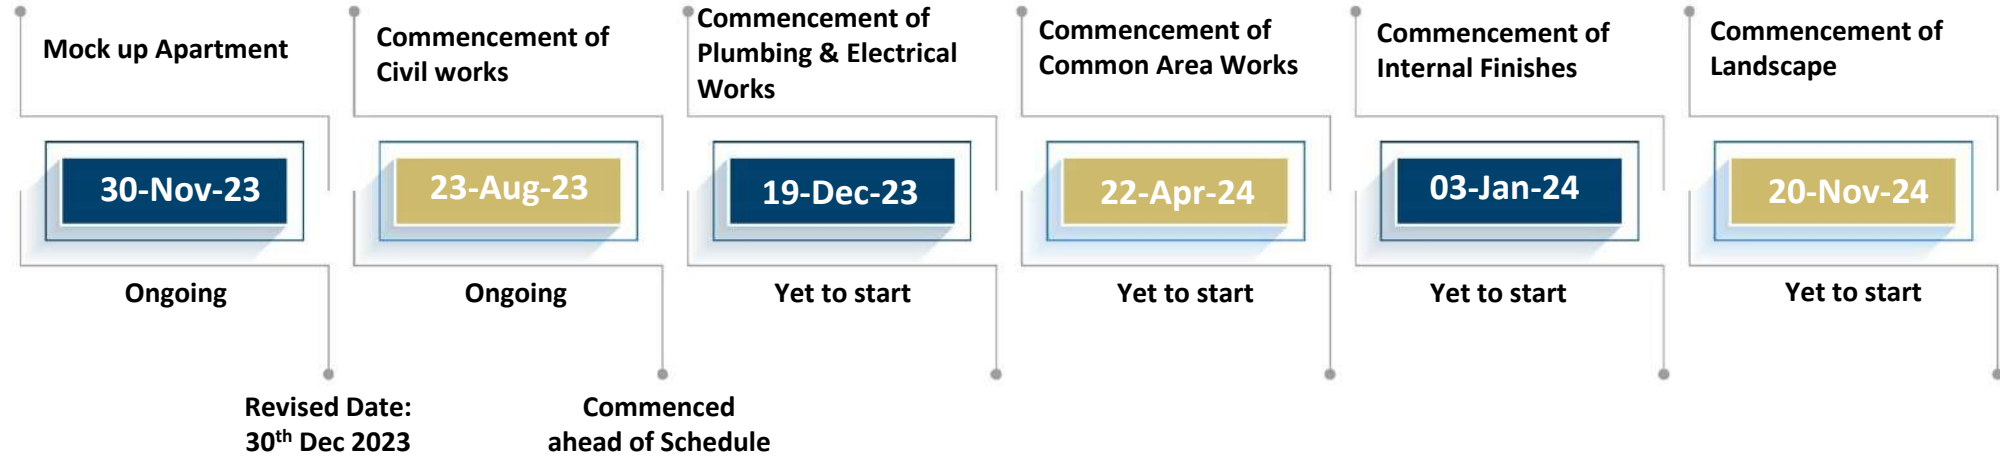 Mock up Apartment
30-Nov-23
Ongoing
Revised Date:
30th Dec 2023
Commencement of
Civil works
23-Aug-23
Ongoing
Commenced
ahead of Schedule
Commencement of
Plumbing & Electrical
Works
19-Dec-23
Yet to start
Commencement of
Common Area Works
22-Apr-24
Yet to start
Commencement of
Internal Finishes
03-Jan-24
Yet to start
Commencement of
Landscape
20-Nov-24
Yet to start